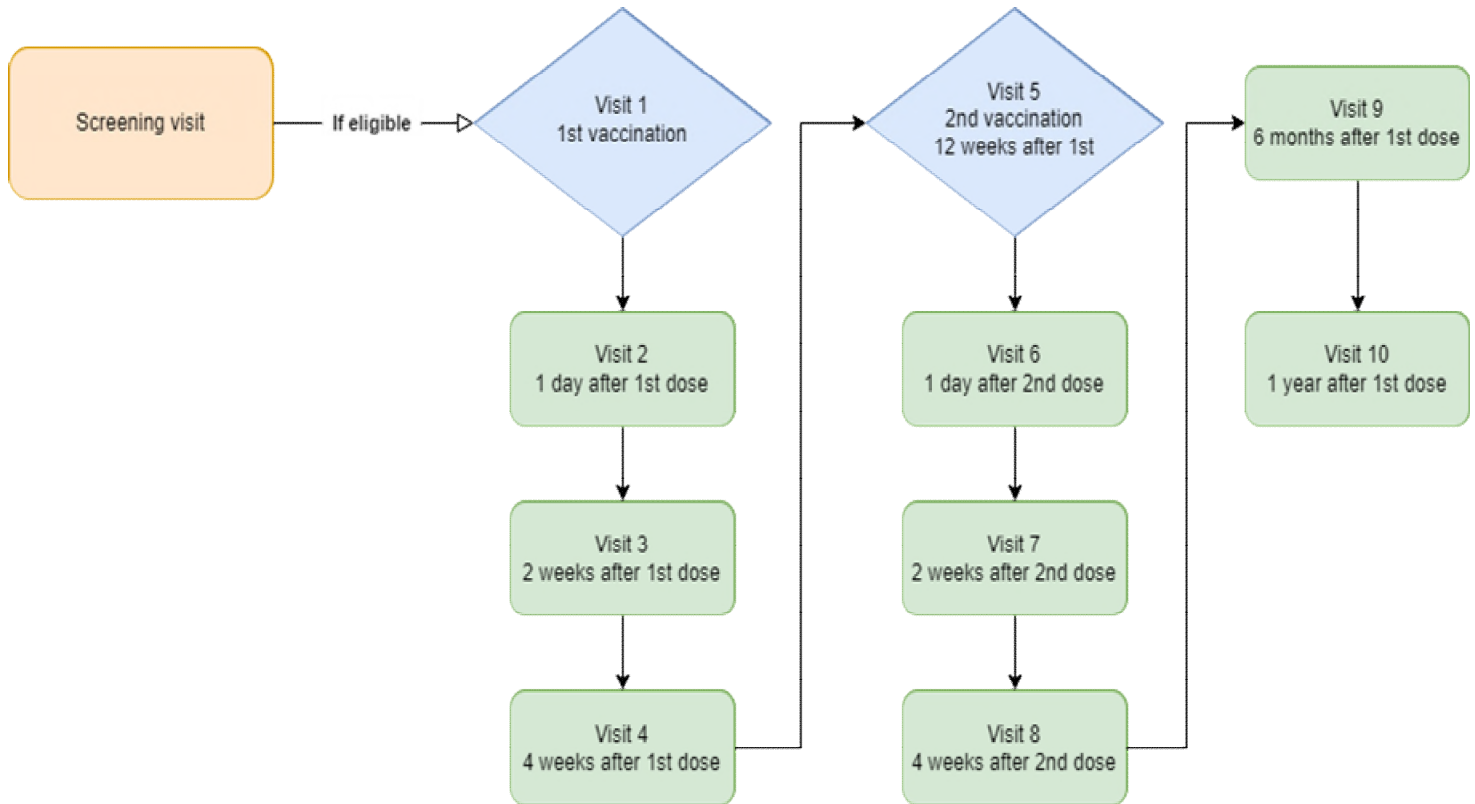 Screening visit
If eligible
Visit 1
1st vaccination
Visit 2
1 day after 1st dose
Visit 3
2 weeks after 1st dose
Visit 4
4 weeks after 1st dose
Visit 5
2nd vaccination
12 weeks after 1st
Visit 6
1 day after 2nd dose
Visit 7
2 weeks after 2nd dose
Visit 8
4 weeks after 2nd dose
Visit 9
6 months after 1st dose
Visit 10
1 year after 1st dose